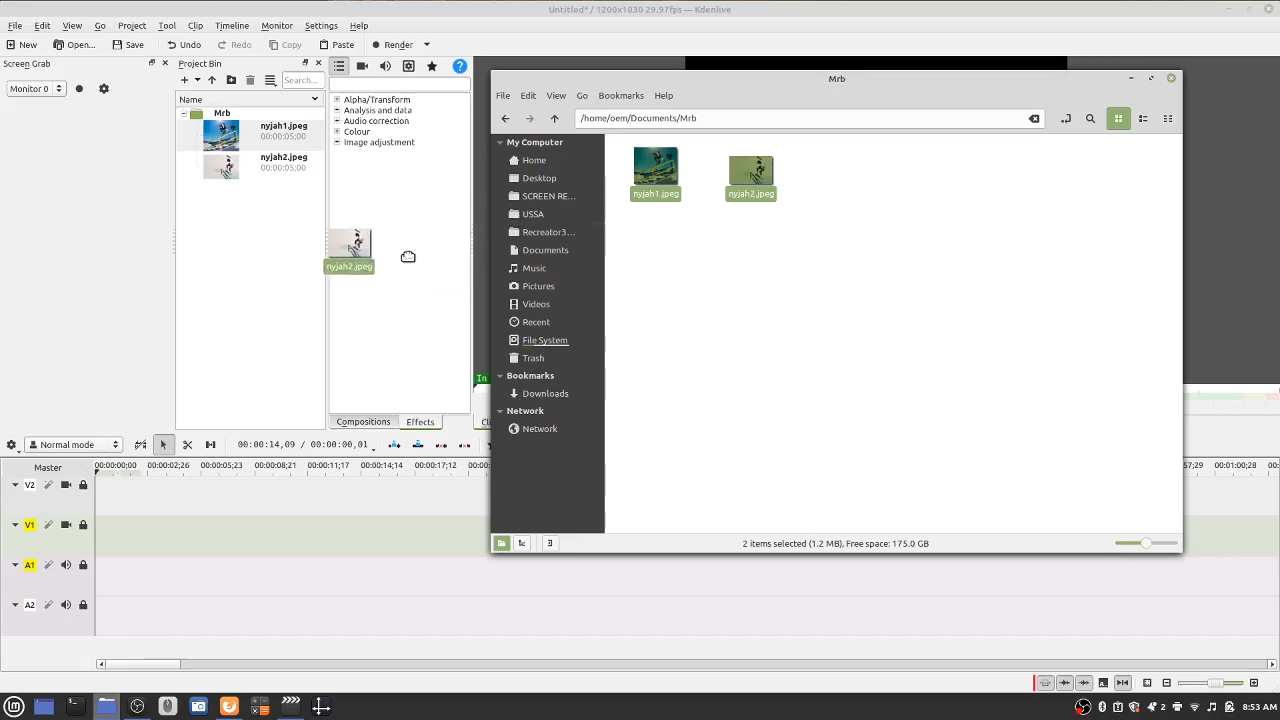 Untitled* / 1200x1030 29.97fps — Kdenlive
File Edit View Go Project Tool Clip Timeline Monitor Settings Help
New Open... Save Undo Redo Copy Paste Render
Screen Grab
Project Bin
Monitor 0
Search...
Name
Mrb
nyjah1.jpeg
00:00:05;00
nyjah2.jpeg
00:00:05;00
Alpha/Transform
Analysis and data
Audio correction
Colour
Image adjustment
nyjah2.jpeg
Compositions Effects
In
Mrb
File Edit View Go Bookmarks Help
/home/oem/Documents/Mrb
My Computer
Home
Desktop
SCREEN RE...
USSA
Recreator3...
Documents
Music
Pictures
Videos
Recent
File System
Trash
Bookmarks
Downloads
Network
Network
nyjah1.jpeg nyjah2.jpeg
2 items selected (1.2 MB), Free space: 175.0 GB
Normal mode
00:00:14,09 / 00:00:00,01
Master
00:00:00;00 00:00:02;26 00:00:05;23 00:00:08;21 00:00:11;17 00:00:14;14 00:00:17;12 00:01:00;28
V2
V1
A1
A2
2
8:53 AM